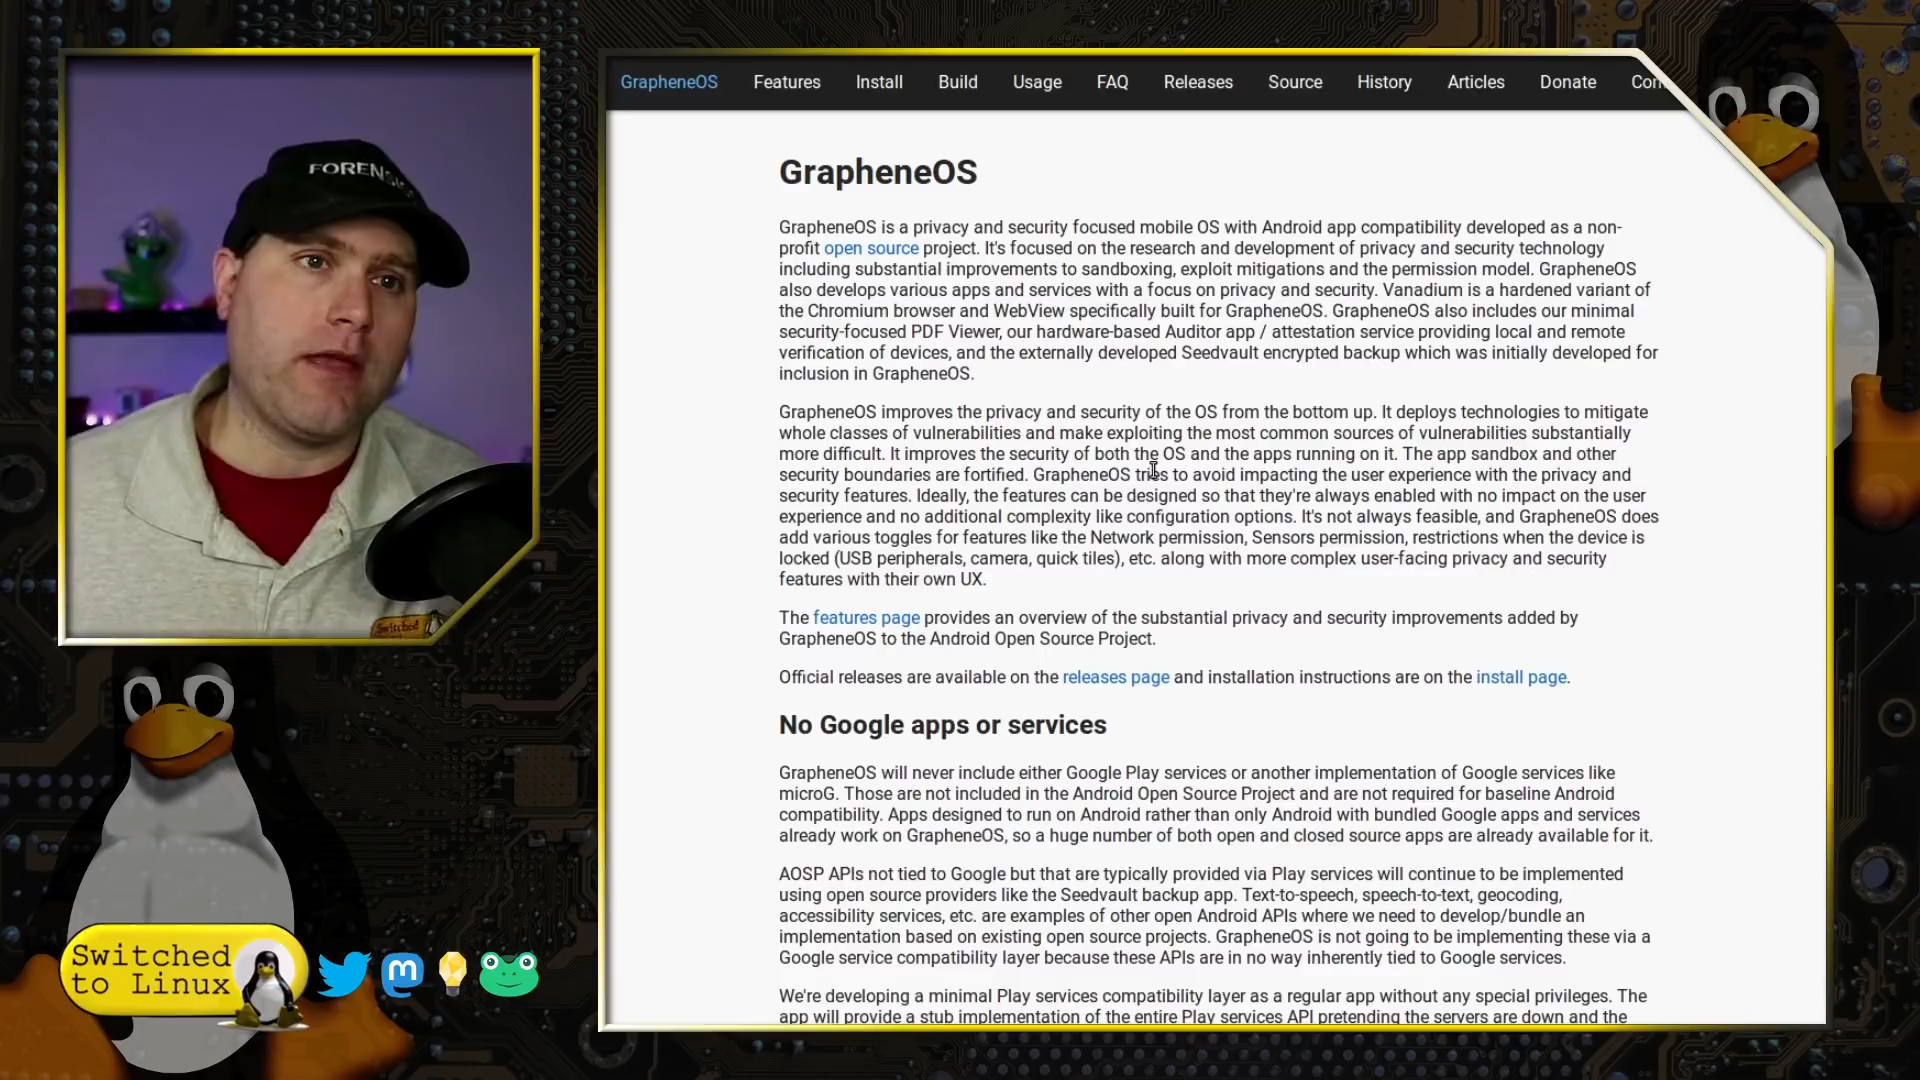 FORENSIC
Switched
GrapheneOS Features Install Build Usage FAQ Releases Source History Articles Donate Con
GrapheneOS
GrapheneOS is a privacy and security focused mobile OS with Android app compatibility developed as a non-
profit open source project. It's focused on the research and development of privacy and security technology
including substantial improvements to sandboxing, exploit mitigations and the permission model. GrapheneOS
also develops various apps and services with a focus on privacy and security. Vanadium is a hardened variant of
the Chromium browser and WebView specifically built for GrapheneOS. GrapheneOS also includes our minimal
security-focused PDF Viewer, our hardware-based Auditor app / attestation service providing local and remote
verification of devices, and the externally developed Seedvault encrypted backup which was initially developed for
inclusion in GrapheneOS.
GrapheneOS improves the privacy and security of the OS from the bottom up. It deploys technologies to mitigate
whole classes of vulnerabilities and make exploiting the most common sources of vulnerabilities substantially
more difficult. It improves the security of both the OS and the apps running on it. The app sandbox and other
security boundaries are fortified. GrapheneOS tries to avoid impacting the user experience with the privacy and
security features. Ideally, the features can be designed so that they're always enabled with no impact on the user
experience and no additional complexity like configuration options. It's not always feasible, and GrapheneOS does
add various toggles for features like the Network permission, Sensors permission, restrictions when the device is
locked (USB peripherals, camera, quick tiles), etc. along with more complex user-facing privacy and security
features with their own UX.
The features page provides an overview of the substantial privacy and security improvements added by
GrapheneOS to the Android Open Source Project.
Official releases are available on the releases page and installation instructions are on the install page.
No Google apps or services
GrapheneOS will never include either Google Play services or another implementation of Google services like
microG. Those are not included in the Android Open Source Project and are not required for baseline Android
compatibility. Apps designed to run on Android rather than only Android with bundled Google apps and services
already work on GrapheneOS, so a huge number of both open and closed source apps are already available for it.
AOSP APIs not tied to Google but that are typically provided via Play services will continue to be implemented
using open source providers like the Seedvault backup app. Text-to-speech, speech-to-text, geocoding,
accessibility services, etc. are examples of other open Android APIs where we need to develop/bundle an
implementation based on existing open source projects. GrapheneOS is not going to be implementing these via a
Google service compatibility layer because these APIs are in no way inherently tied to Google services.
We're developing a minimal Play services compatibility layer as a regular app without any special privileges. The
app will provide a stub implementation of the entire Play services API pretending the servers are down and the
Switched
to Linux
m